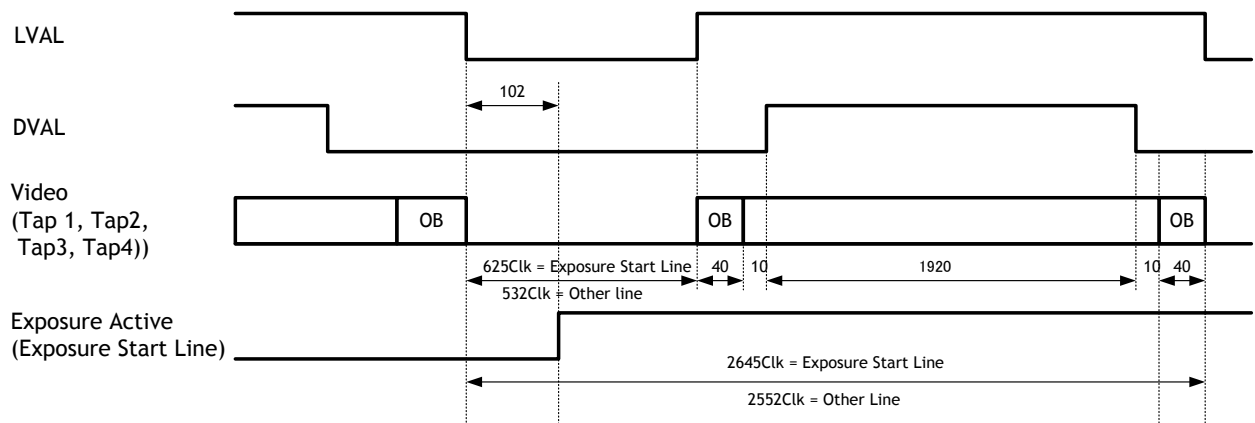 LVAL
102
DVAL
Video
(Tap 1, Tap2,
Tap3, Tap4))
OB
OB
OB
625Clk = Exposure Start Line
40
10
1920
10
40
532Clk = Other line
Exposure Active
(Exposure Start Line)
2645Clk = Exposure Start Line
2552Clk = Other Line